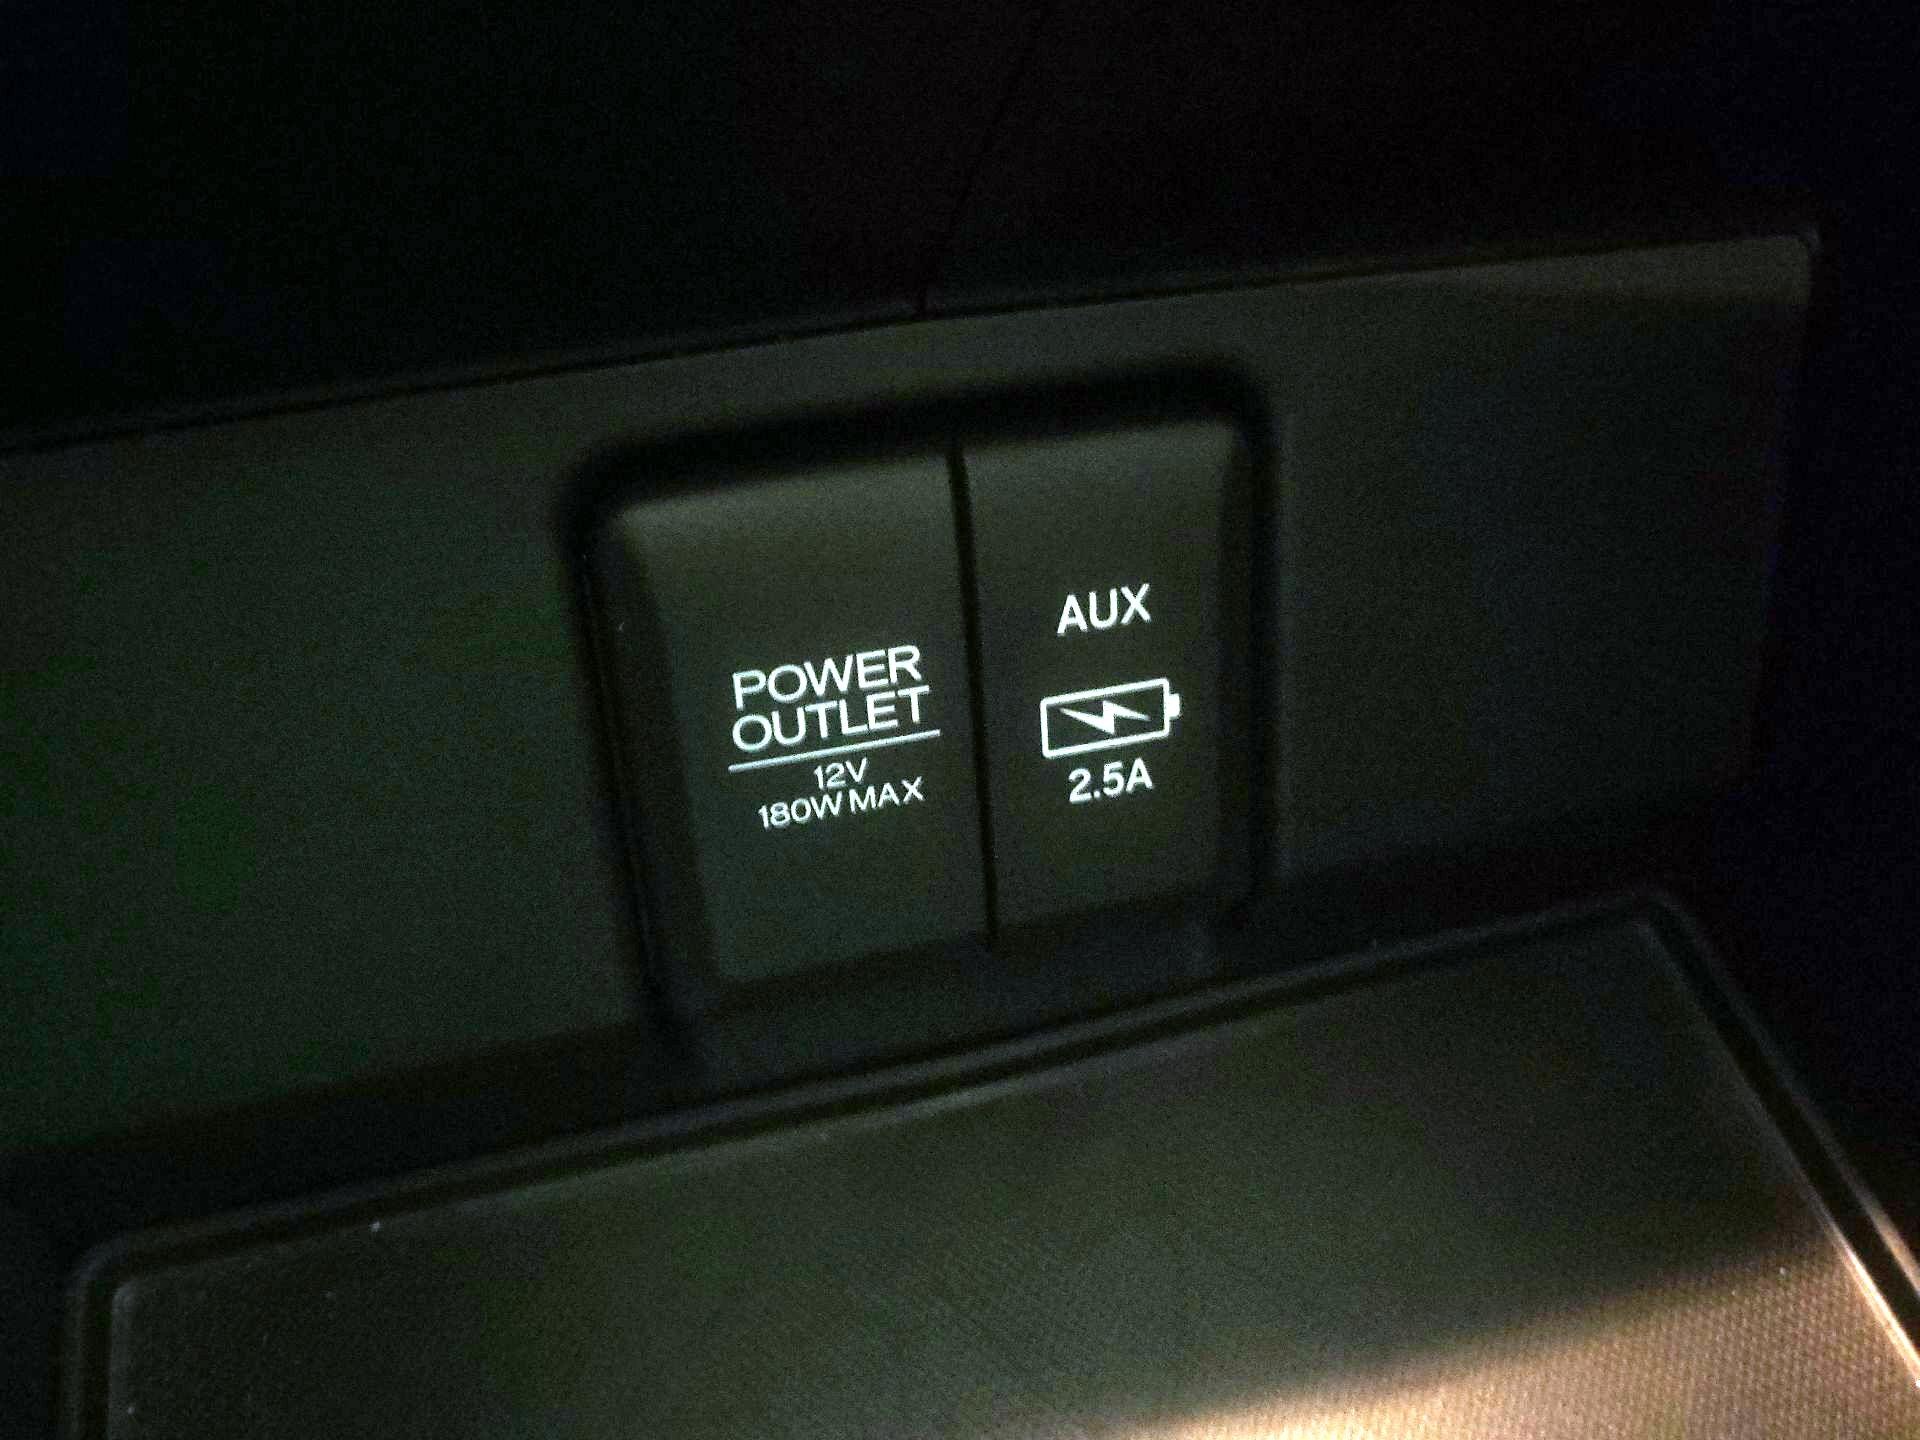 POWER
OUTLET
12V
180W MAX
AUX
2.5A